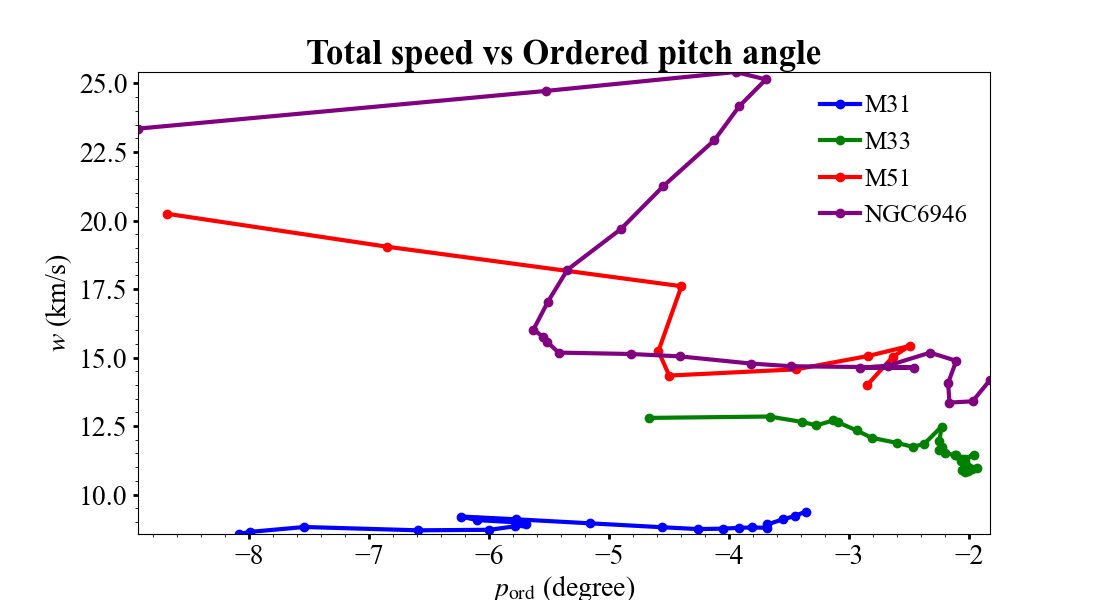 Total speed vs Ordered pitch angle
25.0
22.5
20.0
17.5
15.0
12.5
10.0
w (km/s)
M31
M33
M51
NGC6946
−8 −7 −6 −5 −4 −3 −2
pord (degree)